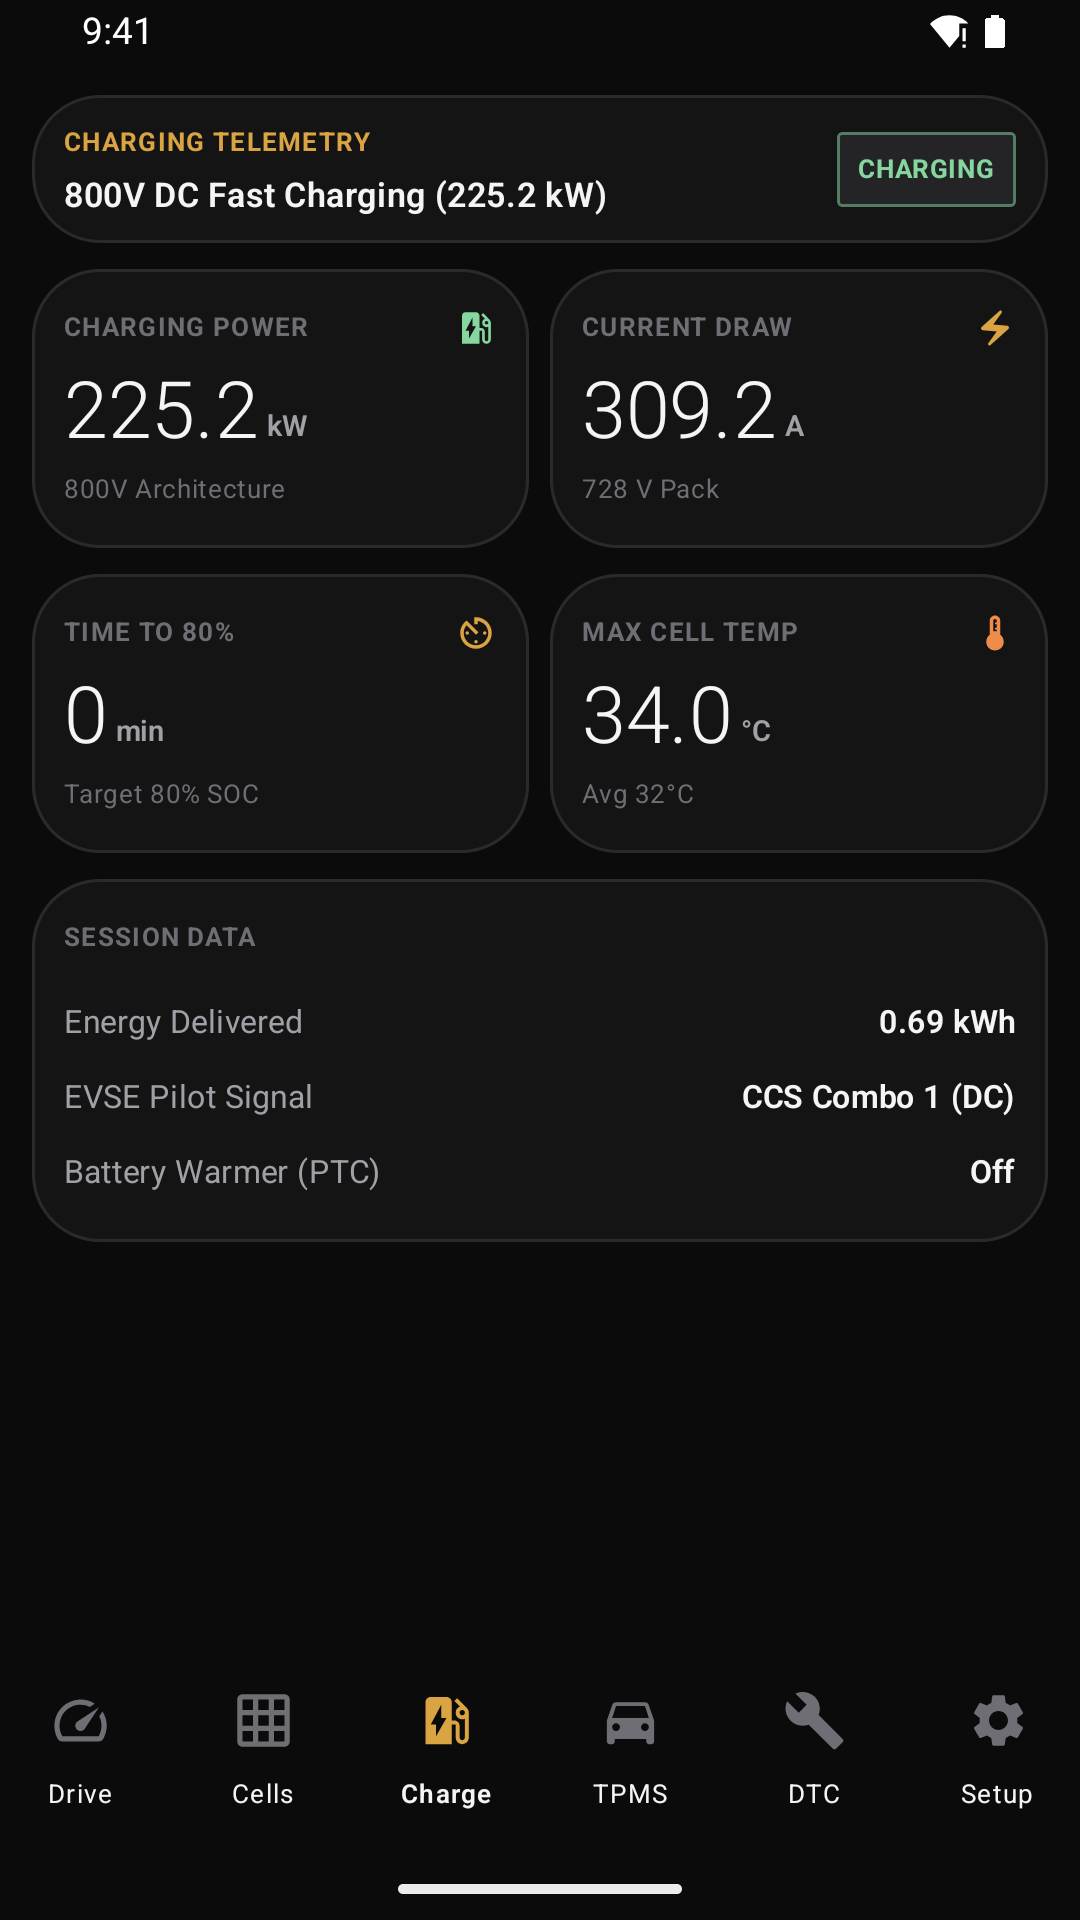 9:41
CHARGING TELEMETRY
800V DC Fast Charging (225.2 kW)
CHARGING
CHARGING POWER
225.2 kW
800V Architecture
CURRENT DRAW
309.2 A
728 V Pack
TIME TO 80%
0 min
Target 80% SOC
MAX CELL TEMP
34.0 °C
Avg 32°C
SESSION DATA
Energy Delivered 0.69 kWh
EVSE Pilot Signal CCS Combo 1 (DC)
Battery Warmer (PTC) Off
Drive Cells Charge TPMS DTC Setup